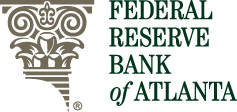 FEDERAL
RESERVE
BANK
of ATLANTA
®